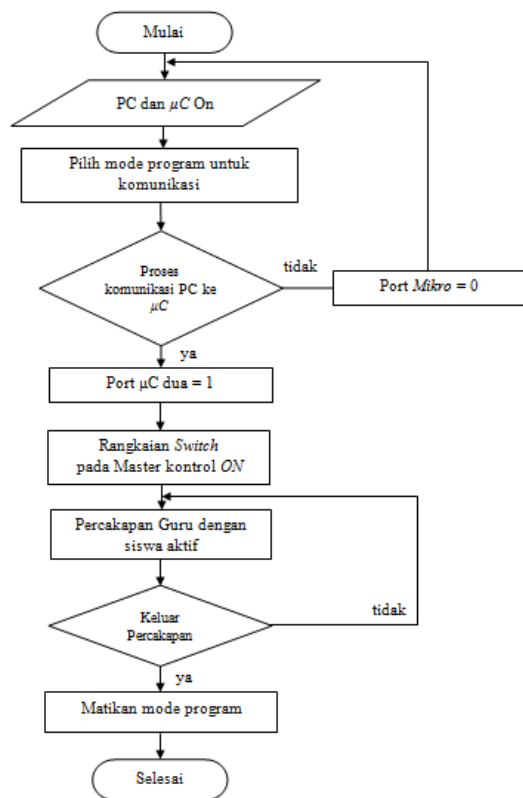 Mulai
PC dan µC On
Pilih mode program untuk
komunikasi
Proses
komunikasi PC ke
µC
tidak
Port Mikro = 0
ya
Port µC dua = 1
Rangkaian Switch
pada Master kontrol ON
Percakapan Guru dengan
siswa aktif
Keluar
Percakapan
tidak
ya
Matikan mode program
Selesai